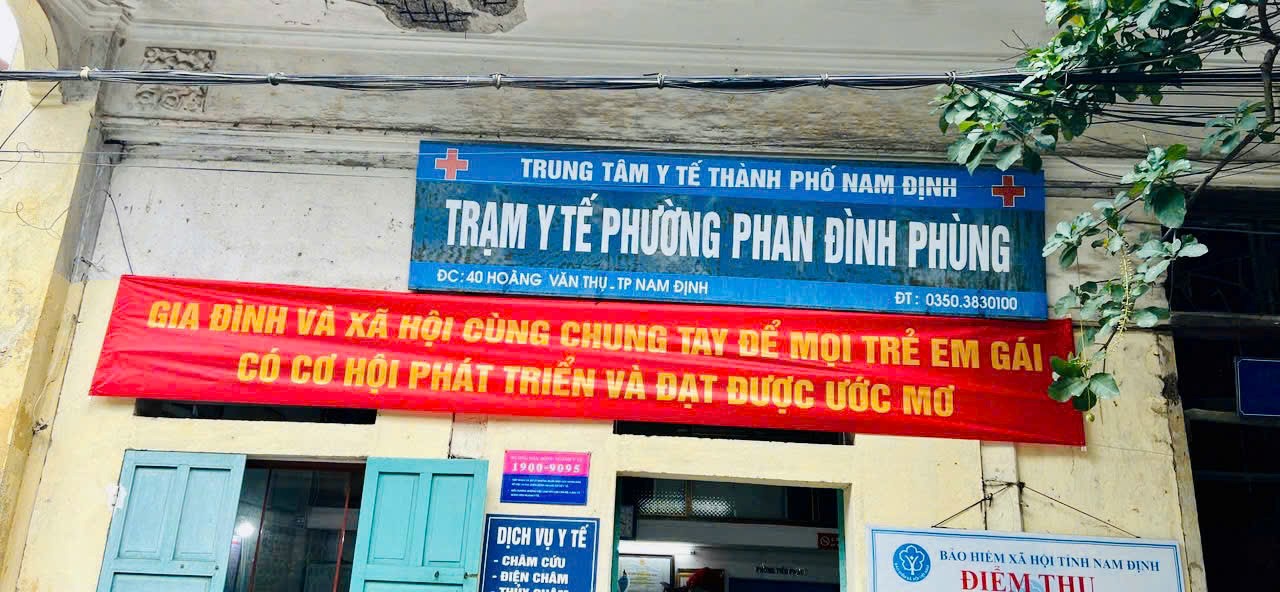 TRUNG TÂM Y TẾ THÀNH PHỐ NAM ĐỊNH
TRẠM Y TẾ PHƯỜNG PHAN ĐÌNH PHÙNG
ĐC: 40 HOÀNG VĂN THỤ - TP NAM ĐỊNH
ĐT: 0350.3830100
GIA ĐÌNH VÀ XÃ HỘI CÙNG CHUNG TAY ĐỂ MỌI TRẺ EM GÁI
CÓ CƠ HỘI PHÁT TRIỂN VÀ ĐẠT ĐƯỢC ƯỚC MƠ
1900-9095
DỊCH VỤ Y TẾ
- CHÂM CỨU
- ĐIỆN CHÂM
- THỦY CHÂM
BẢO HIỂM XÃ HỘI TỈNH NAM ĐỊNH
ĐIỂM THU